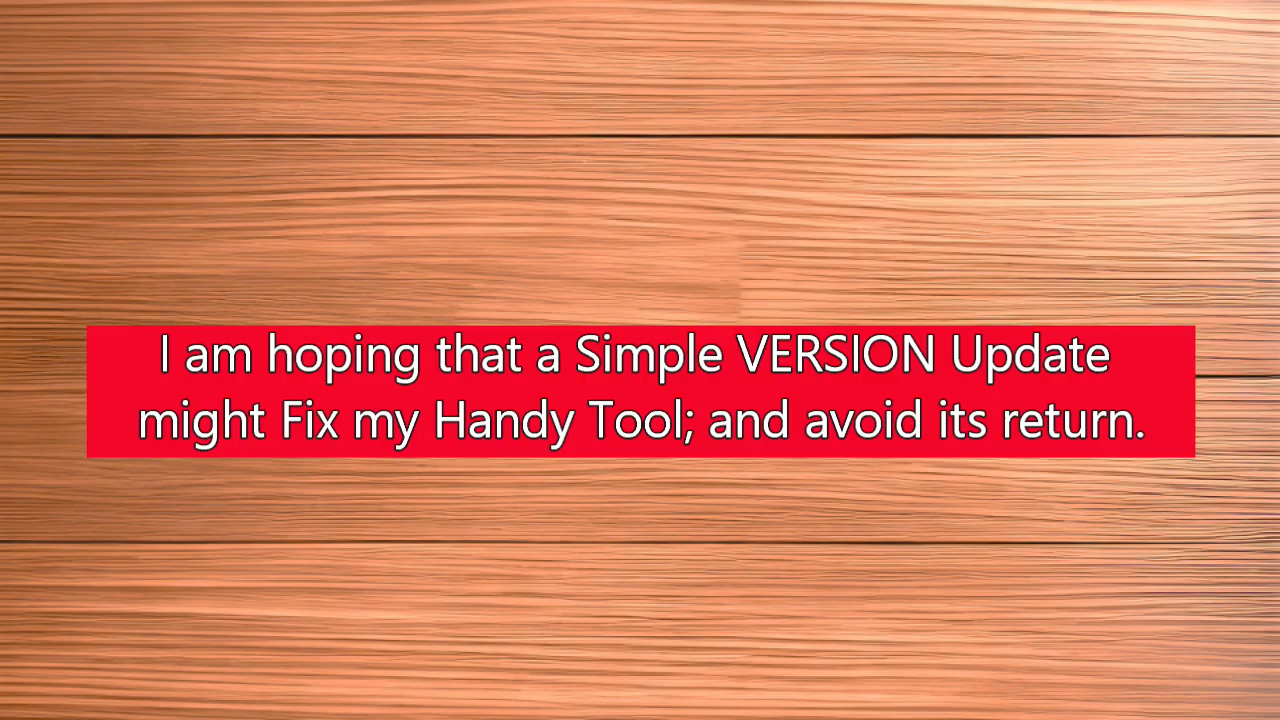 I am hoping that a Simple VERSION Update
might Fix my Handy Tool; and avoid its return.